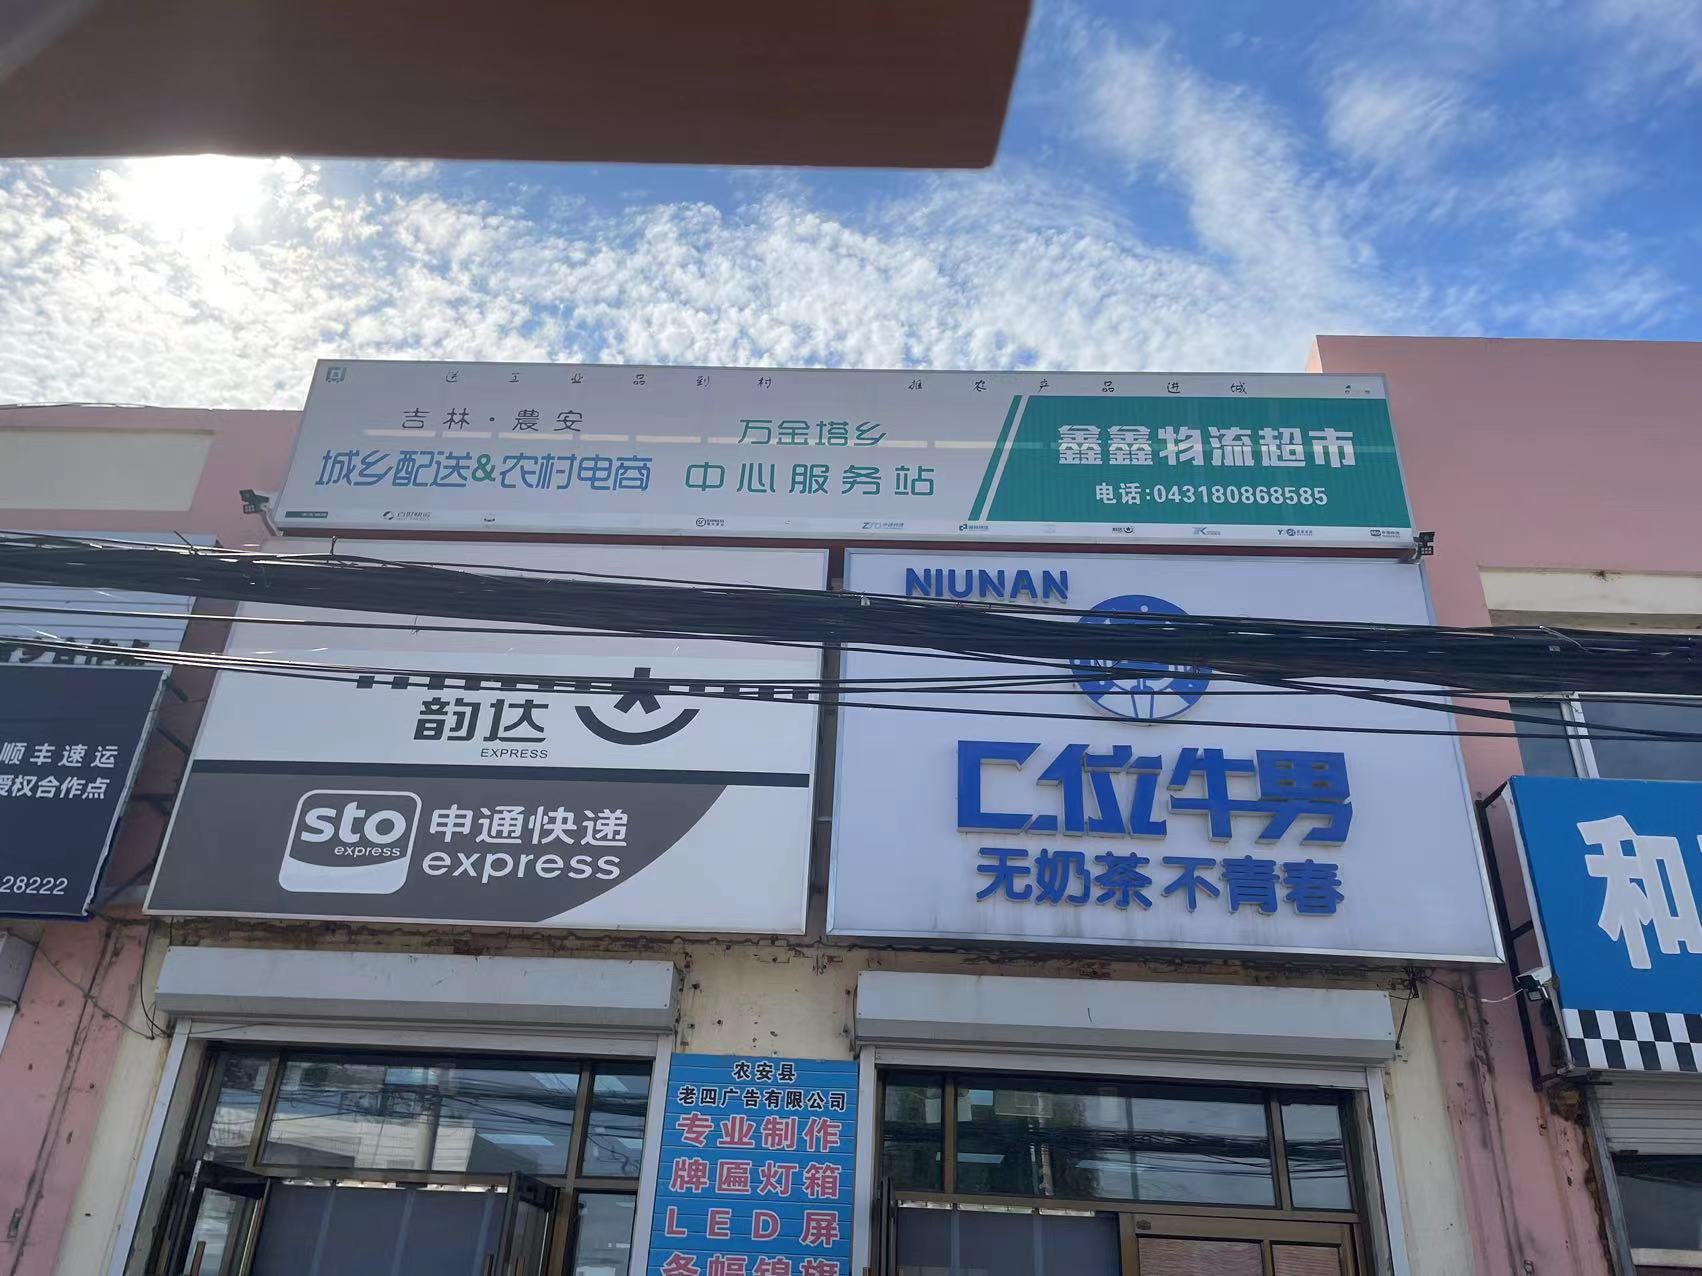 送工业品到村 推农产品进城
吉林·農安
城乡配送&农村电商
万金塔乡
中心服务站
鑫鑫物流超市
电话:043180868585
韵达
EXPRESS
sto
express
申通快递
express
NIUNAN
C位牛男
无奶茶不青春
顺丰速运
授权合作点
28222
和
农安县
老四广告有限公司
专业制作
牌匾灯箱
LED屏
条幅锦旗